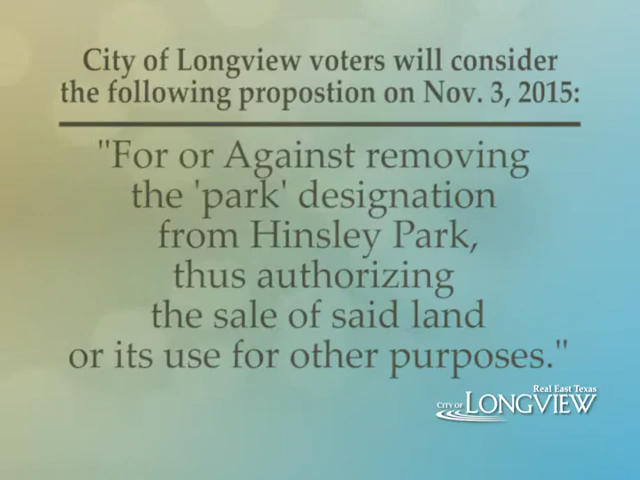 City of Longview voters will consider
the following propostion on Nov. 3, 2015:
"For or Against removing
the 'park' designation
from Hinsley Park,
thus authorizing
the sale of said land
or its use for other purposes."
Real East Texas
CITY OF LONGVIEW